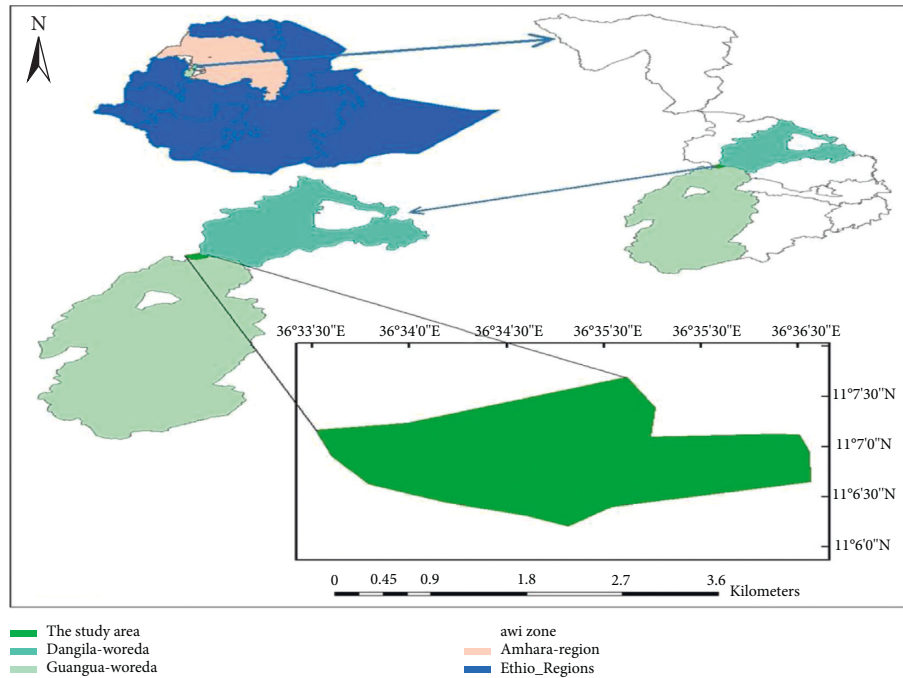 N
36°33'30"E 36°34'0"E 36°34'30"E 36°35'30"E 36°35'30"E 36°36'30"E
11°7'30"N
11°7'0"N
11°6'30"N
11°6'0"N
0 0.45 0.9 1.8 2.7 3.6
Kilometers
The study area
Dangila-woreda
Guangua-woreda
awi zone
Amhara-region
Ethio_Regions